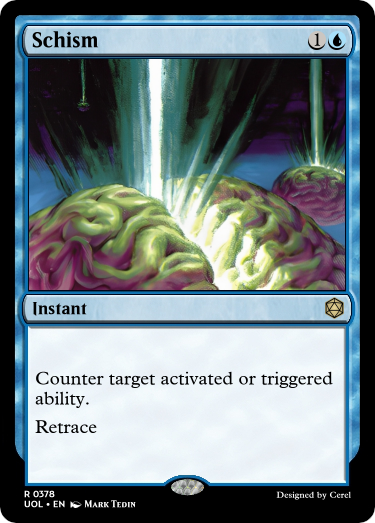 Schism 1
Instant
Counter target activated or triggered
ability.
Retrace
R 0378
UOL • EN Mark Tedin
Designed by Cerel